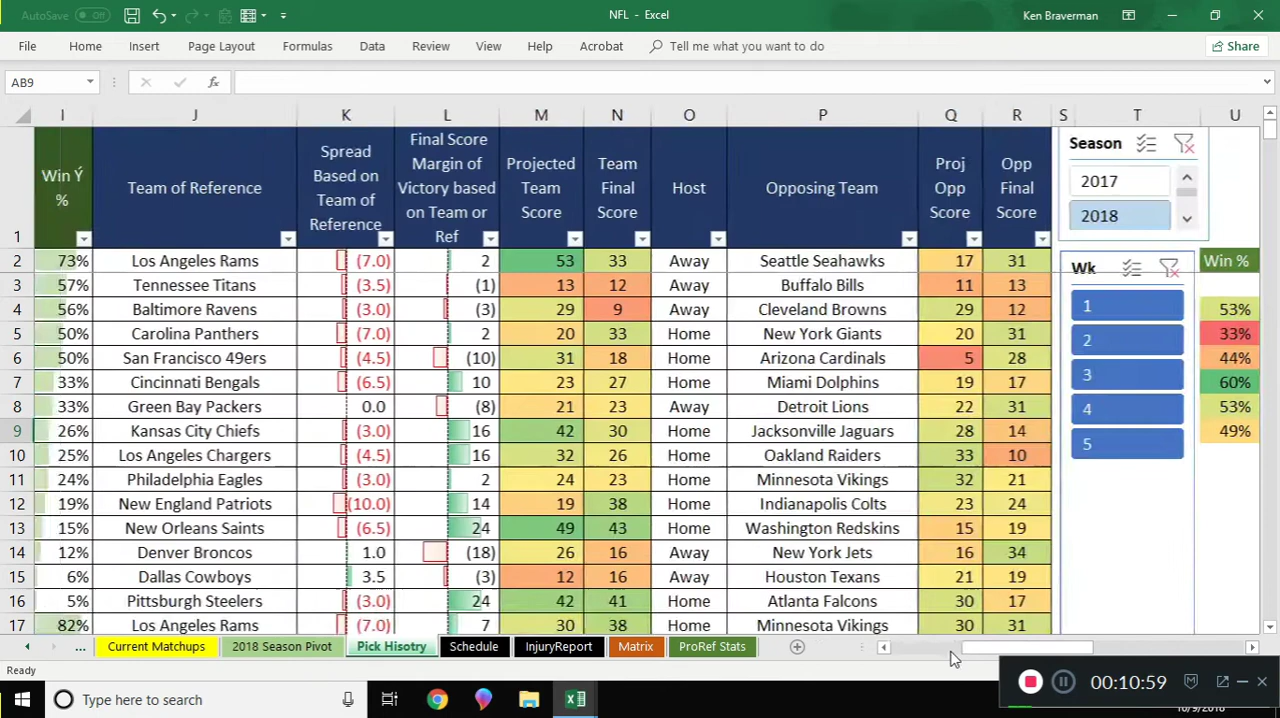 AutoSave Off NFL - Excel Ken Braverman
File Home Insert Page Layout Formulas Data Review View Help Acrobat Tell me what you want to do Share
AB9 fx
I J K L M N O P Q R S T U
1 Win Ý % Team of Reference Spread Based on Team of Reference Final Score Margin of Victory based on Team or Ref Projected Team Score Team Final Score Host Opposing Team Proj Opp Score Opp Final Score
2 73% Los Angeles Rams (7.0) 2 53 33 Away Seattle Seahawks 17 31
3 57% Tennessee Titans (3.5) (1) 13 12 Away Buffalo Bills 11 13
4 56% Baltimore Ravens (3.0) (3) 29 9 Away Cleveland Browns 29 12
5 50% Carolina Panthers (7.0) 2 20 33 Home New York Giants 20 31
6 50% San Francisco 49ers (4.5) (10) 31 18 Home Arizona Cardinals 5 28
7 33% Cincinnati Bengals (6.5) 10 23 27 Home Miami Dolphins 19 17
8 33% Green Bay Packers 0.0 (8) 21 23 Away Detroit Lions 22 31
9 26% Kansas City Chiefs (3.0) 16 42 30 Home Jacksonville Jaguars 28 14
10 25% Los Angeles Chargers (4.5) 16 32 26 Home Oakland Raiders 33 10
11 24% Philadelphia Eagles (3.0) 2 24 23 Home Minnesota Vikings 32 21
12 19% New England Patriots (10.0) 14 19 38 Home Indianapolis Colts 23 24
13 15% New Orleans Saints (6.5) 24 49 43 Home Washington Redskins 15 19
14 12% Denver Broncos 1.0 (18) 26 16 Away New York Jets 16 34
15 6% Dallas Cowboys 3.5 (3) 12 16 Away Houston Texans 21 19
16 5% Pittsburgh Steelers (3.0) 24 42 41 Home Atlanta Falcons 30 17
17 82% Los Angeles Rams (7.0) 7 30 38 Home Minnesota Vikings 30 31
Season
2017
2018
Wk
1
2
3
4
5
Win %
53%
33%
44%
60%
53%
49%
... Current Matchups 2018 Season Pivot Pick Hisotry Schedule InjuryReport Matrix ProRef Stats
Ready
00:10:59
Type here to search
10/9/2018